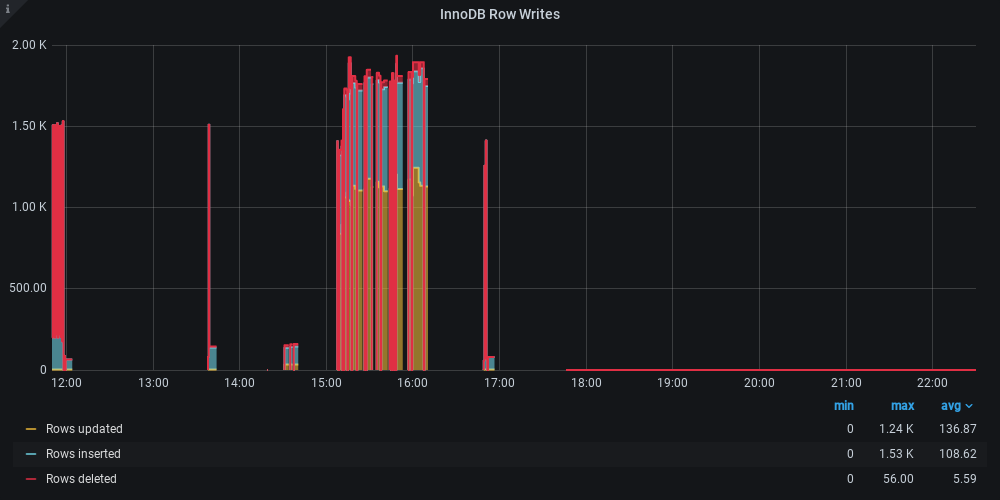 i
InnoDB Row Writes
2.00 K
1.50 K
1.00 K
500.00
0
12:00 13:00 14:00 15:00 16:00 17:00 18:00 19:00 20:00 21:00 22:00
min max avg
Rows updated 0 1.24 K 136.87
Rows inserted 0 1.53 K 108.62
Rows deleted 0 56.00 5.59